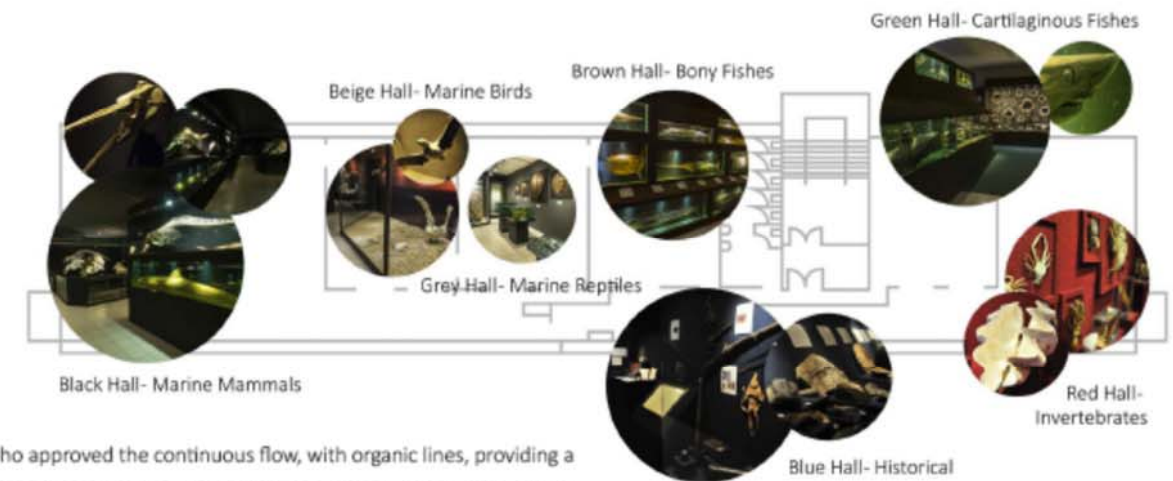 Green Hall- Cartilaginous Fishes
Brown Hall- Bony Fishes
Beige Hall- Marine Birds
Grey Hall- Marine Reptiles
Black Hall- Marine Mammals
Red Hall-
Invertebrates
Blue Hall- Historical
ho approved the continuous flow, with organic lines, providing a